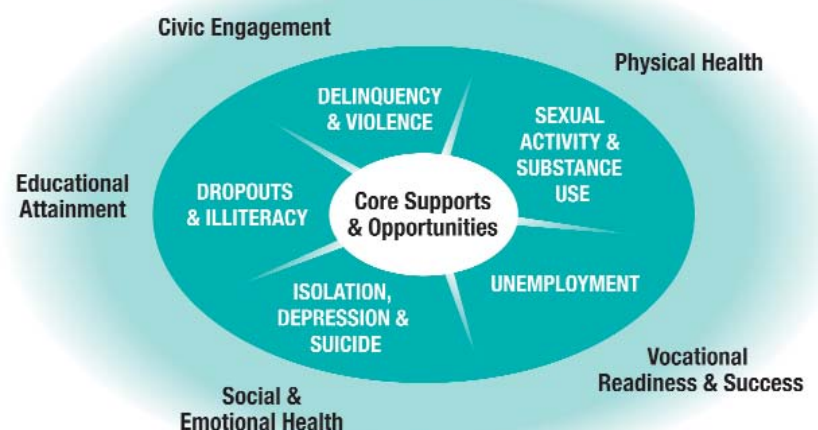 Civic Engagement
Physical Health
DELINQUENCY
& VIOLENCE
SEXUAL
ACTIVITY &
SUBSTANCE
USE
Educational
Attainment
DROPOUTS
& ILLITERACY
Core Supports
& Opportunities
ISOLATION,
DEPRESSION &
SUICIDE
UNEMPLOYMENT
Vocational
Readiness & Success
Social &
Emotional Health